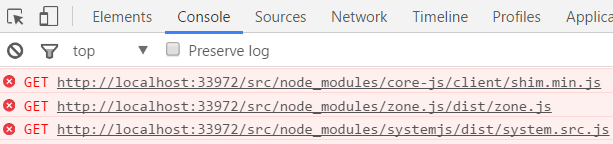 Elements Console Sources Network Timeline Profiles Applica
top Preserve log
GET http://localhost:33972/src/node_modules/core-js/client/shim.min.js
GET http://localhost:33972/src/node_modules/zone.js/dist/zone.js
GET http://localhost:33972/src/node_modules/systemjs/dist/system.src.js